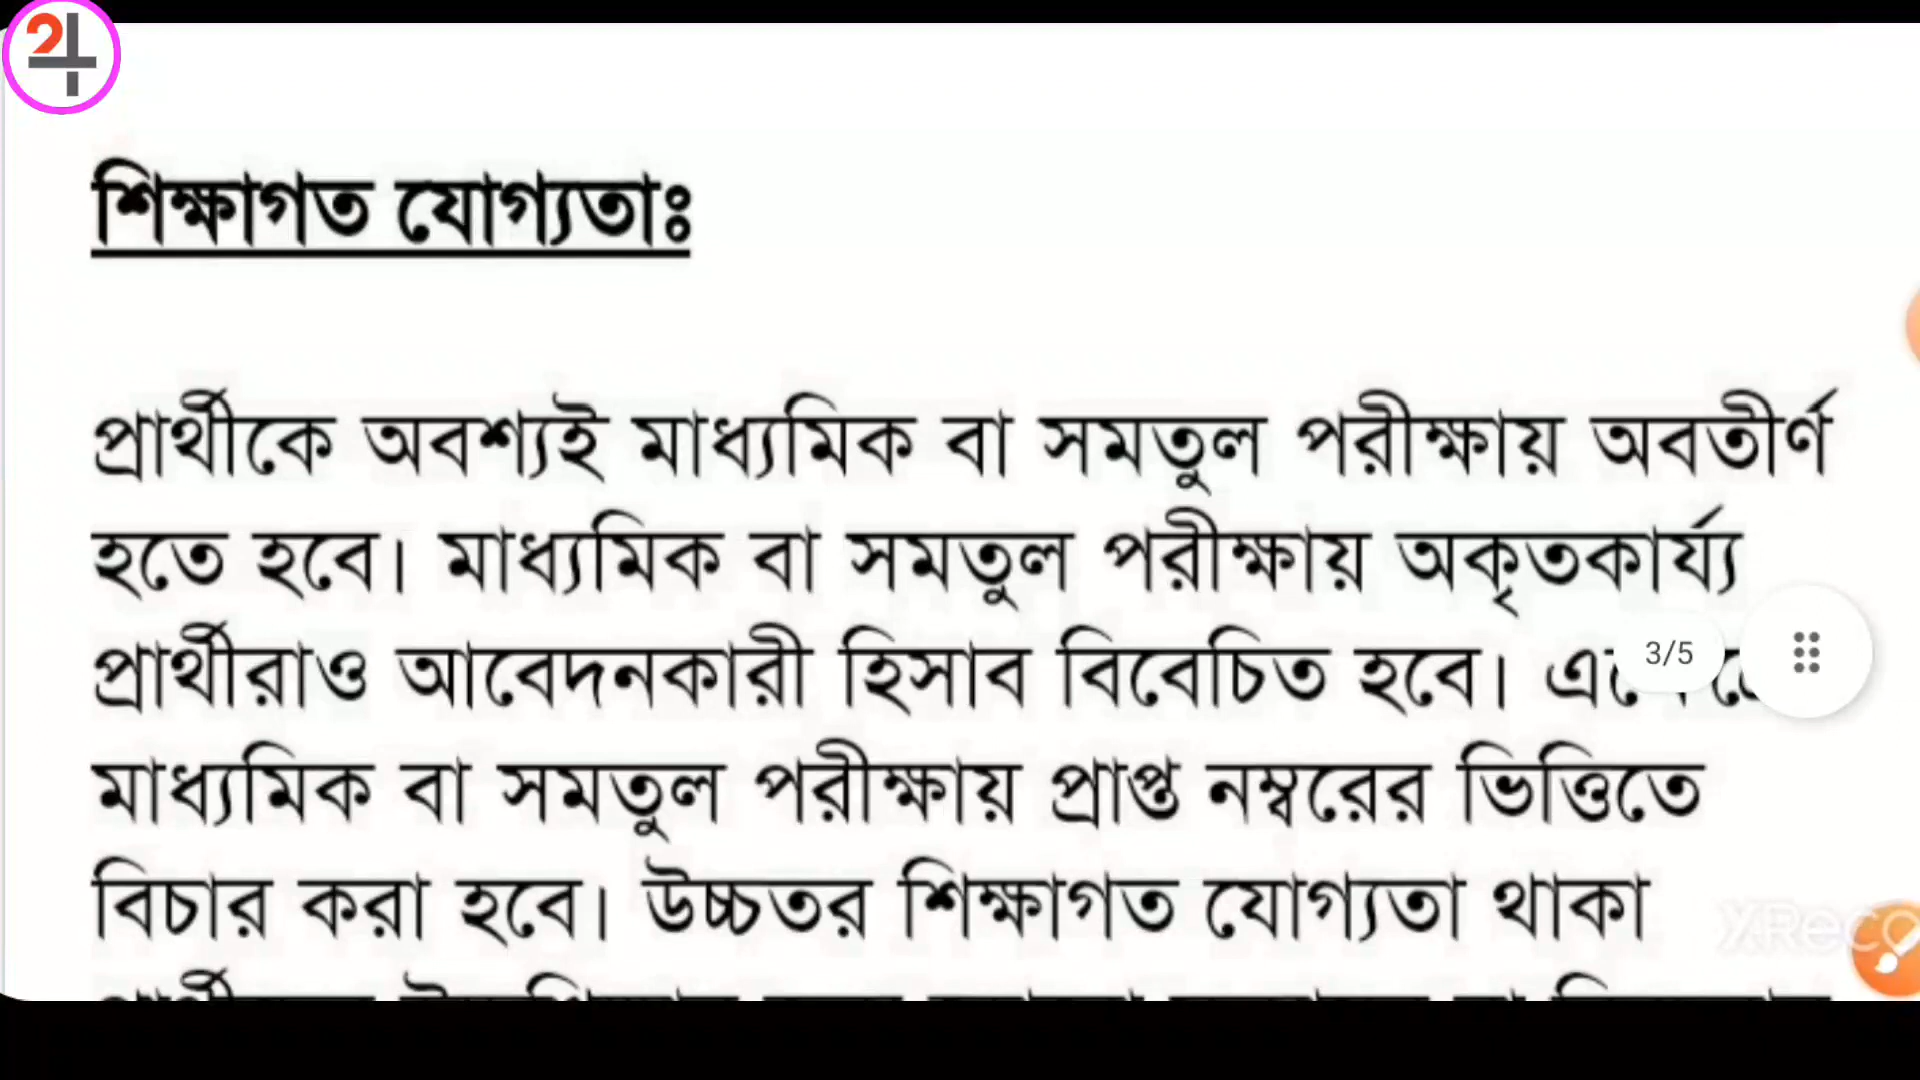 শিক্ষাগত যোগ্যতাঃ
প্রার্থীকে অবশ্যই মাধ্যমিক বা সমতুল পরীক্ষায় অবতীর্ণ
হতে হবে। মাধ্যমিক বা সমতুল পরীক্ষায় অকৃতকার্য্য
প্রার্থীরাও আবেদনকারী হিসাব বিবেচিত হবে।
3/5
মাধ্যমিক বা সমতুল পরীক্ষায় প্রাপ্ত নম্বরের ভিত্তিতে
বিচার করা হবে। উচ্চতর শিক্ষাগত যোগ্যতা থাকা
XReco